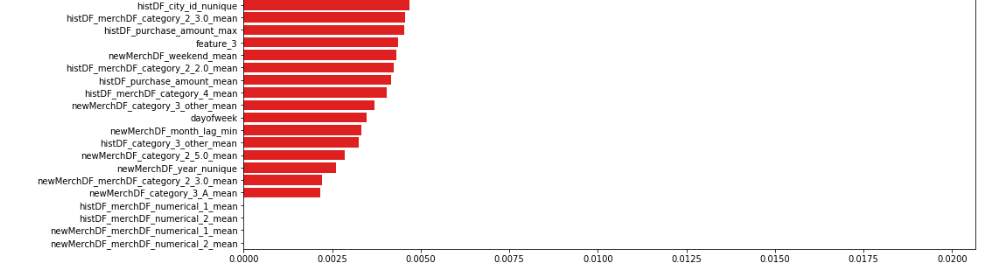 histDF_city_id_nunique
histDF_merchDF_category_2_3.0_mean
histDF_purchase_amount_max
feature_3
newMerchDF_weekend_mean
histDF_merchDF_category_2_2.0_mean
histDF_purchase_amount_mean
histDF_merchDF_category_4_mean
newMerchDF_category_3_other_mean
dayofweek
newMerchDF_month_lag_min
histDF_category_3_other_mean
newMerchDF_category_2_5.0_mean
newMerchDF_year_nunique
newMerchDF_merchDF_category_2_3.0_mean
newMerchDF_category_3_A_mean
histDF_merchDF_numerical_1_mean
histDF_merchDF_numerical_2_mean
newMerchDF_merchDF_numerical_1_mean
newMerchDF_merchDF_numerical_2_mean
0.0000 0.0025 0.0050 0.0075 0.0100 0.0125 0.0150 0.0175 0.0200